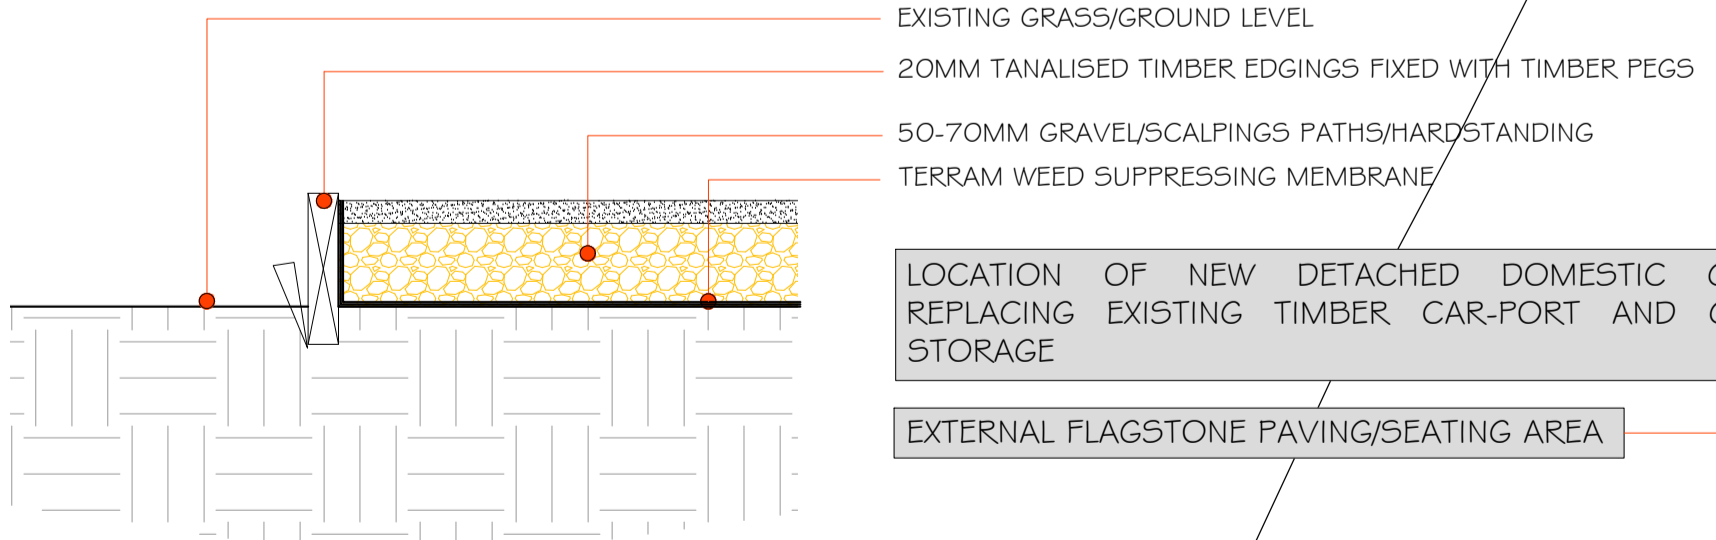 EXISTING GRASS/GROUND LEVEL
20MM TANALISED TIMBER EDGINGS FIXED WITH TIMBER PEGS
50-70MM GRAVEL/SCALPINGS PATHS/HARDSTANDING
TERRAM WEED SUPPRESSING MEMBRANE
LOCATION OF NEW DETACHED DOMESTIC
REPLACING EXISTING TIMBER CAR-PORT AND
STORAGE
EXTERNAL FLAGSTONE PAVING/SEATING AREA